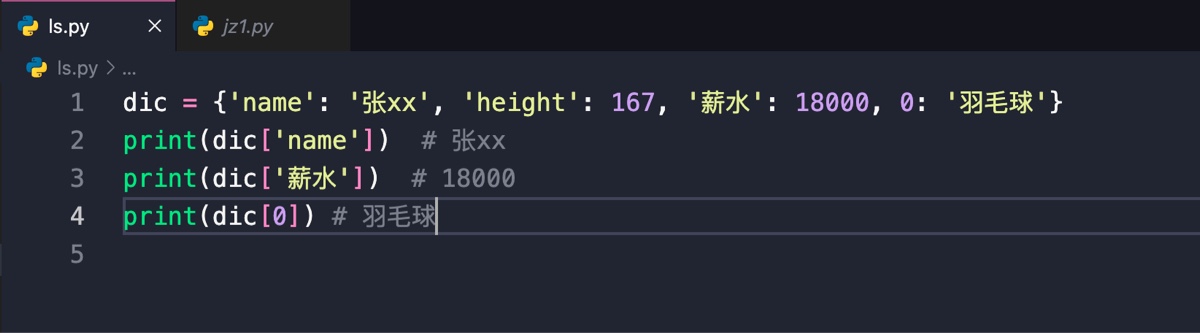 ls.py × jz1.py
ls.py > ...
1 dic = {'name': '张xx', 'height': 167, '薪水': 18000, 0: '羽毛球'}
2 print(dic['name'])  # 张xx
3 print(dic['薪水'])  # 18000
4 print(dic[0]) # 羽毛球
5